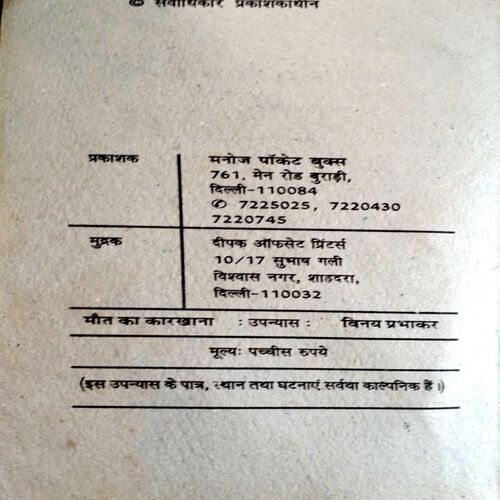 © सर्वाधिकार प्रकाशकाधीन
प्रकाशक मनोज पॉकेट बुक्स
761, मेन रोड बुराड़ी,
दिल्ली-110084
✆ 7225025, 7220430
7220745
मुद्रक दीपक ऑफसेट प्रिंटर्स
10/17 सुभाष गली
विश्वास नगर, शाहदरा,
दिल्ली-110032
मौत का कारखाना : उपन्यास : विनय प्रभाकर
मूल्य: पच्चीस रुपये
(इस उपन्यास के पात्र, स्थान तथा घटनाएं सर्वथा काल्पनिक हैं।)